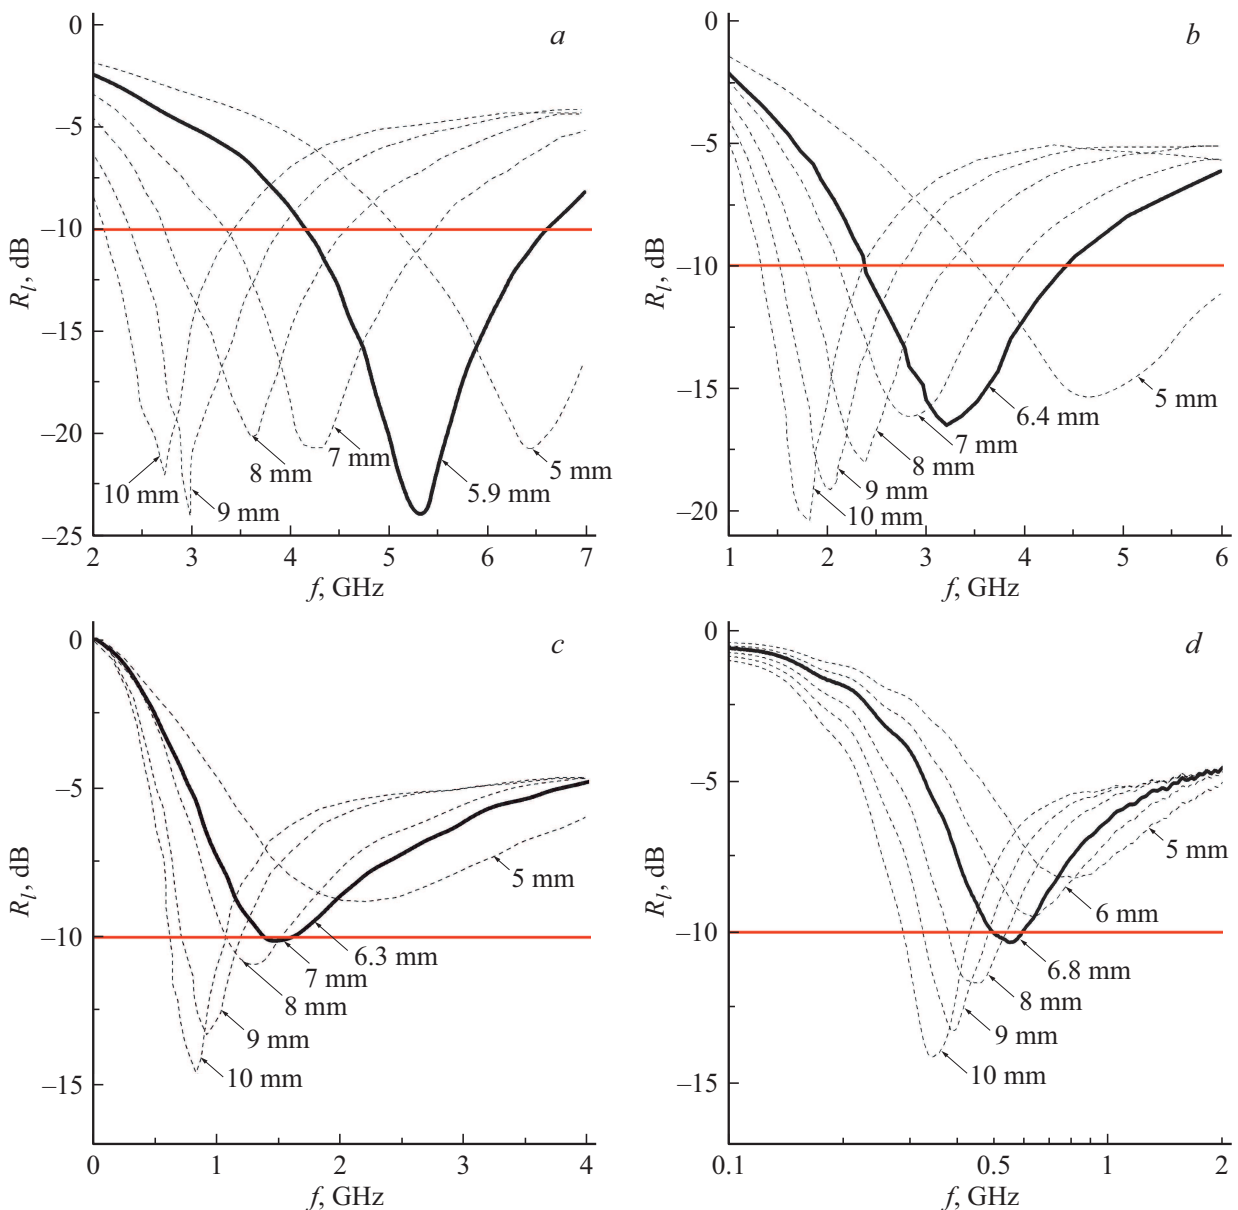 a
0
–5
–10
–15
–20
–25
R_l, dB
10 mm
9 mm
8 mm
7 mm
5.9 mm
5 mm
2 3 4 5 6 7
f, GHz
b
0
–5
–10
–15
–20
R_l, dB
5 mm
6.4 mm
7 mm
8 mm
9 mm
10 mm
1 2 3 4 5 6
f, GHz
c
0
–5
–10
–15
R_l, dB
5 mm
6.3 mm
7 mm
8 mm
9 mm
10 mm
0 1 2 3 4
f, GHz
d
0
–5
–10
–15
R_l, dB
5 mm
6 mm
6.8 mm
8 mm
9 mm
10 mm
0.1 0.5 1 2
f, GHz